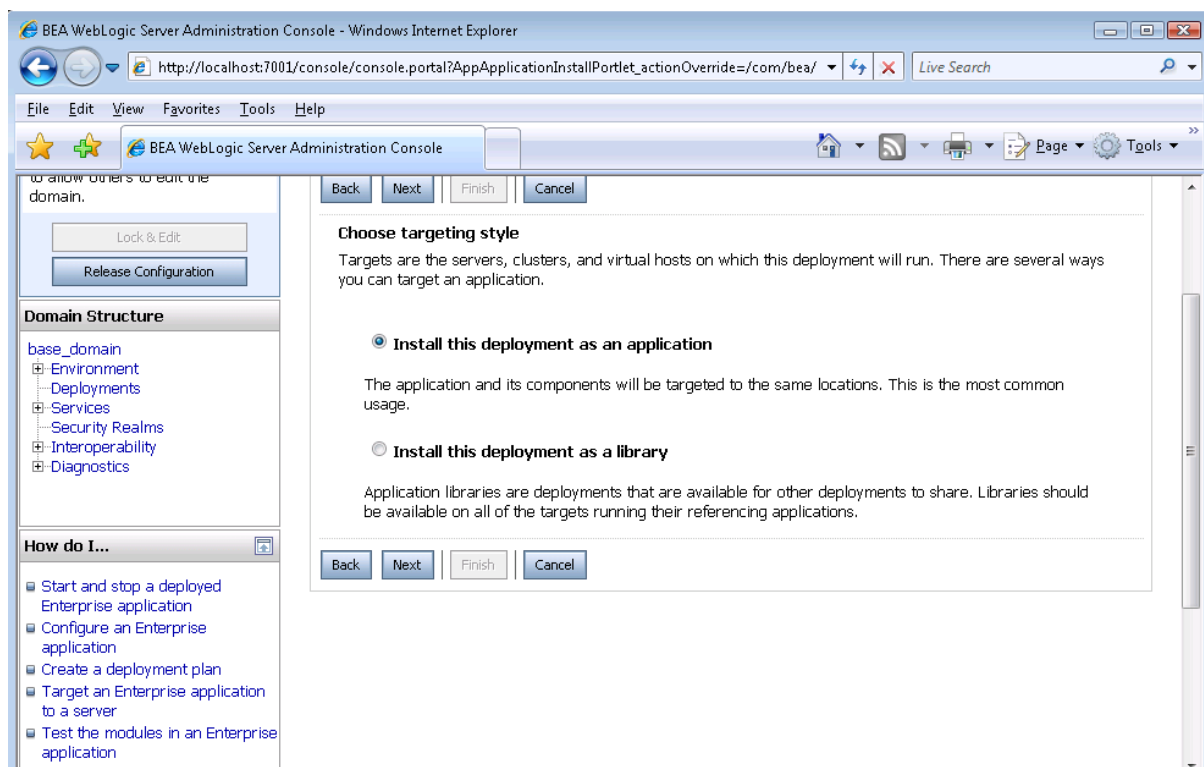 BEA WebLogic Server Administration Console - Windows Internet Explorer
http://localhost:7001/console/console.portal?AppApplicationInstallPortlet_actionOverride=/com/bea/
Live Search
File Edit View Favorites Tools Help
BEA WebLogic Server Administration Console
Page Tools
to allow others to edit the
domain.
Lock & Edit
Release Configuration
Domain Structure
base_domain
Environment
Deployments
Services
Security Realms
Interoperability
Diagnostics
How do I...
Start and stop a deployed
Enterprise application
Configure an Enterprise
application
Create a deployment plan
Target an Enterprise application
to a server
Test the modules in an Enterprise
application
Back Next Finish Cancel
Choose targeting style
Targets are the servers, clusters, and virtual hosts on which this deployment will run. There are several ways
you can target an application.
Install this deployment as an application
The application and its components will be targeted to the same locations. This is the most common
usage.
Install this deployment as a library
Application libraries are deployments that are available for other deployments to share. Libraries should
be available on all of the targets running their referencing applications.
Back Next Finish Cancel